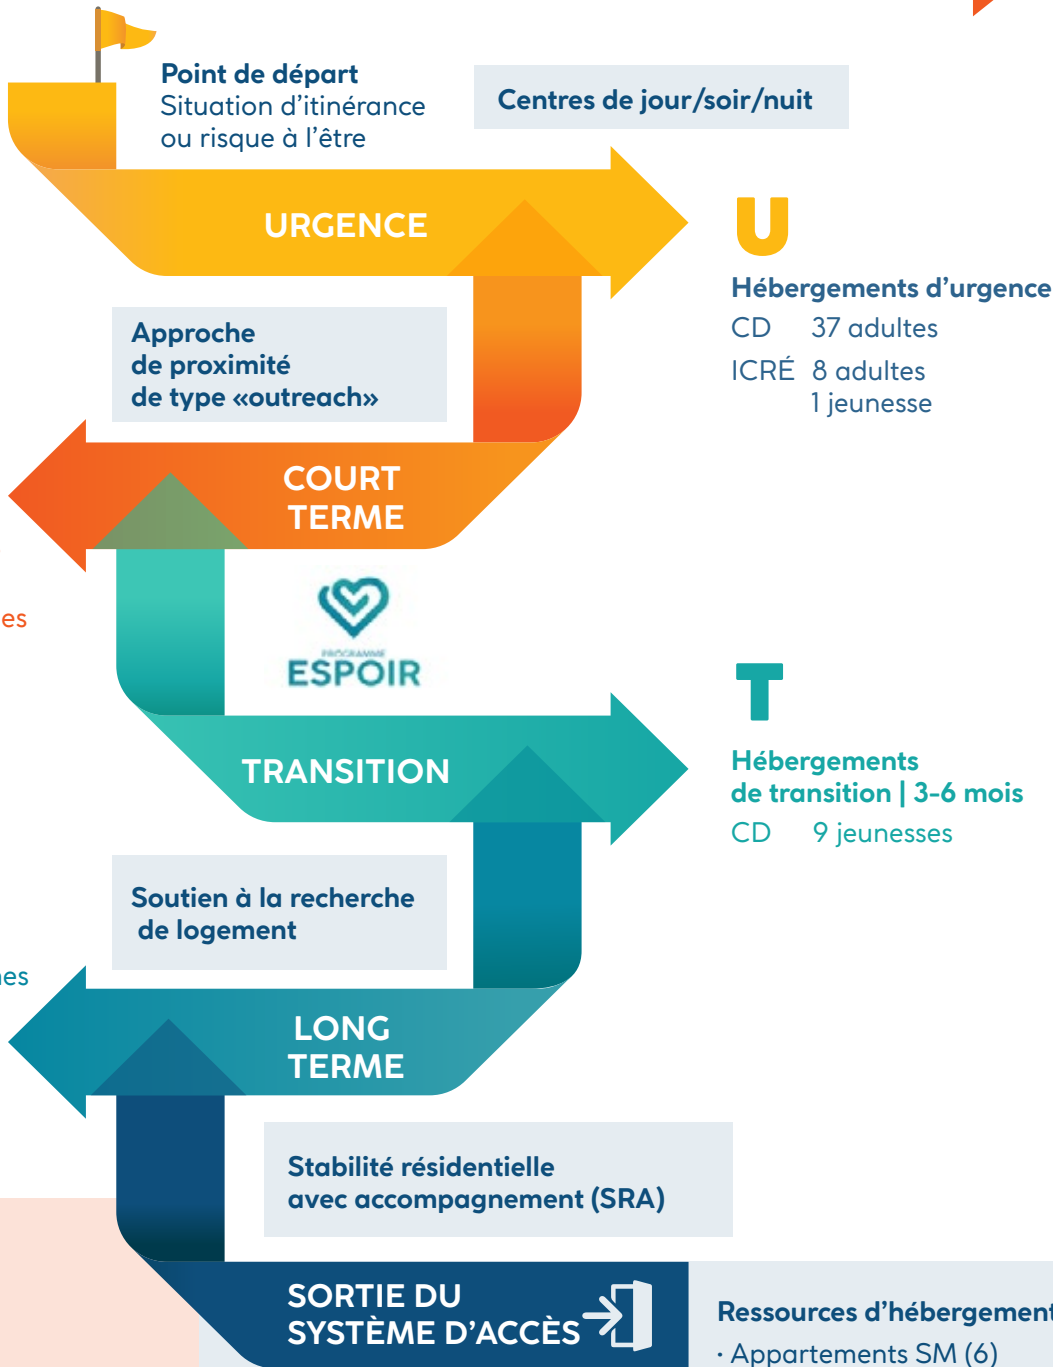 Point de départ
Situation d'itinérance
ou risque à l'être
Centres de jour/soir/nuit
URGENCE
U
Hébergements d'urgence
CD 37 adultes
ICRÉ 8 adultes
1 jeunesse
Approche
de proximité
de type «outreach»
COURT
TERME
es
PROGRAMME
ESPOIR
TRANSITION
T
Hébergements
de transition | 3-6 mois
CD 9 jeunesses
Soutien à la recherche
de logement
nes
LONG
TERME
Stabilité résidentielle
avec accompagnement (SRA)
SORTIE DU
SYSTÈME D'ACCÈS
Ressources d'hébergement
· Appartements SM (6)